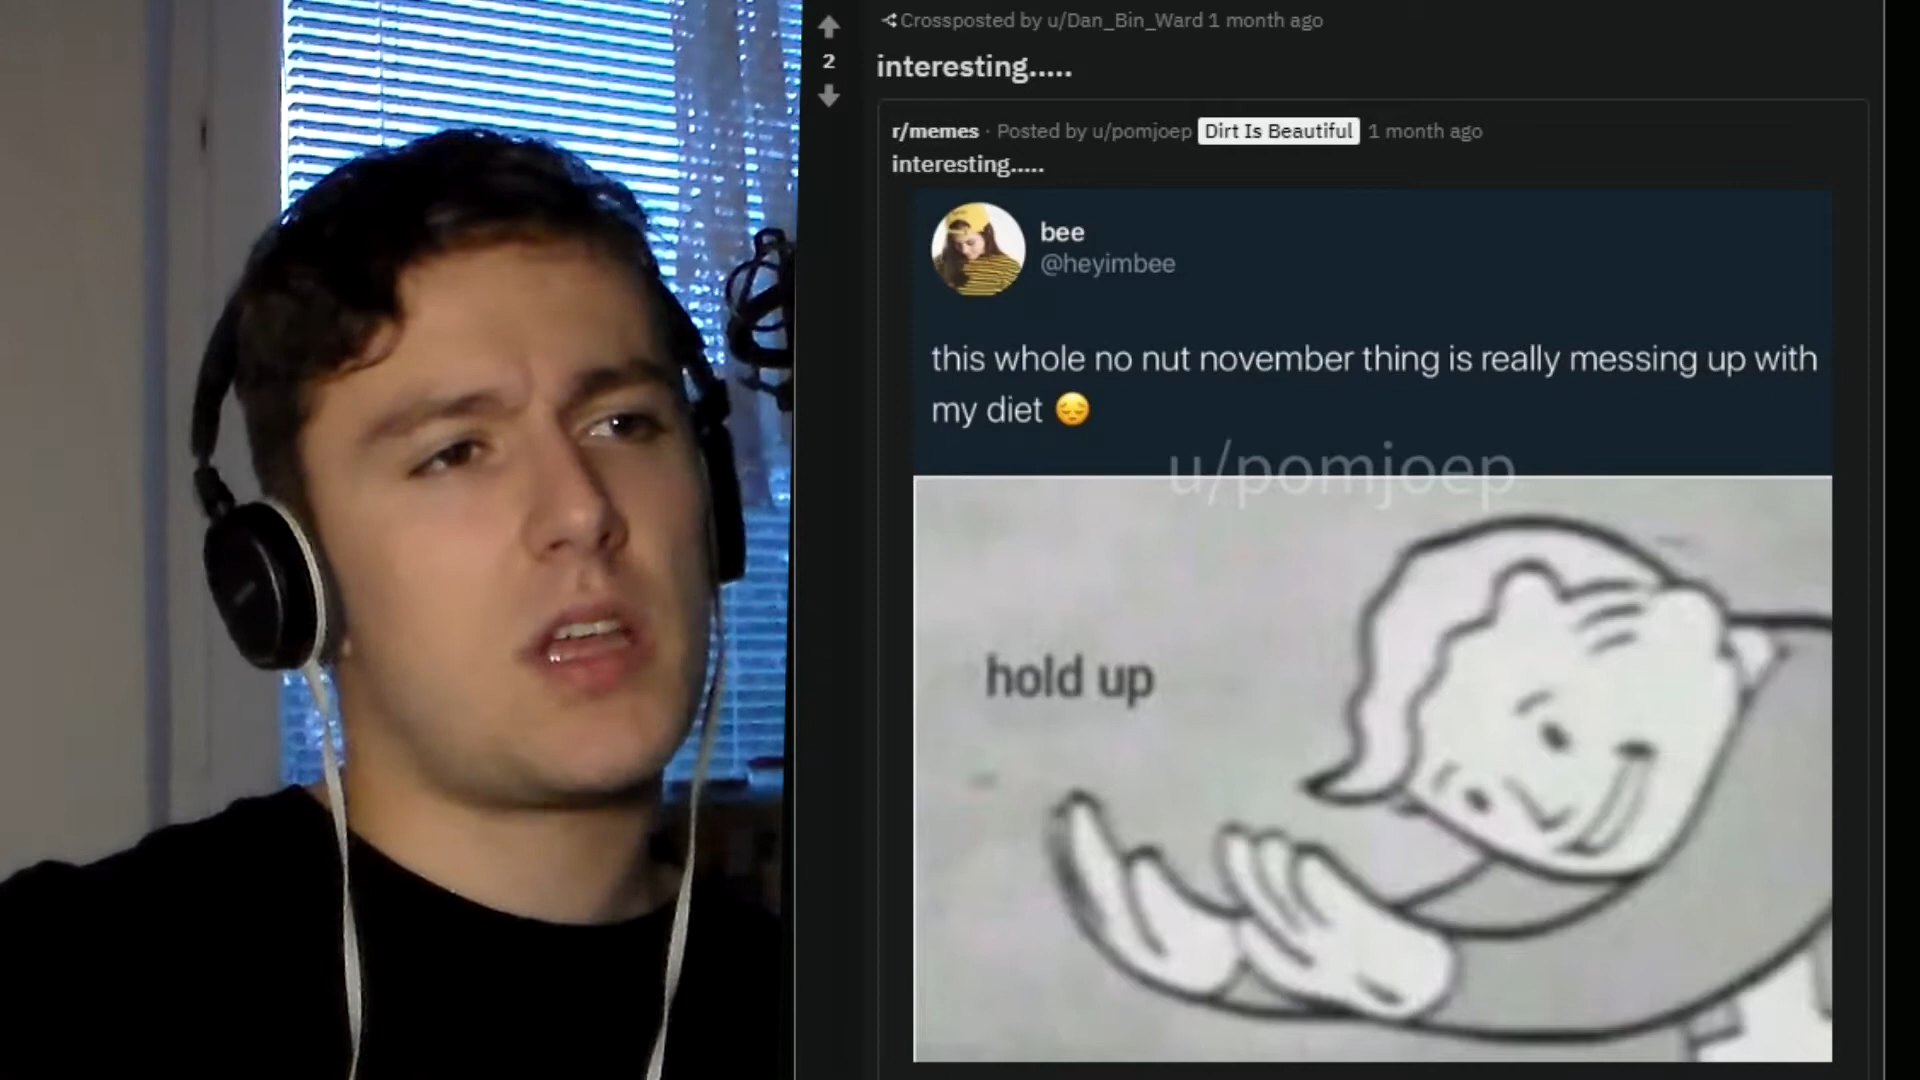 Crossposted by u/Dan_Bin_Ward 1 month ago
2
interesting.....
r/memes · Posted by u/pomjoep Dirt Is Beautiful 1 month ago
interesting.....
bee
@heyimbee
this whole no nut november thing is really messing up with
my diet 😔
u/pomjoep
hold up